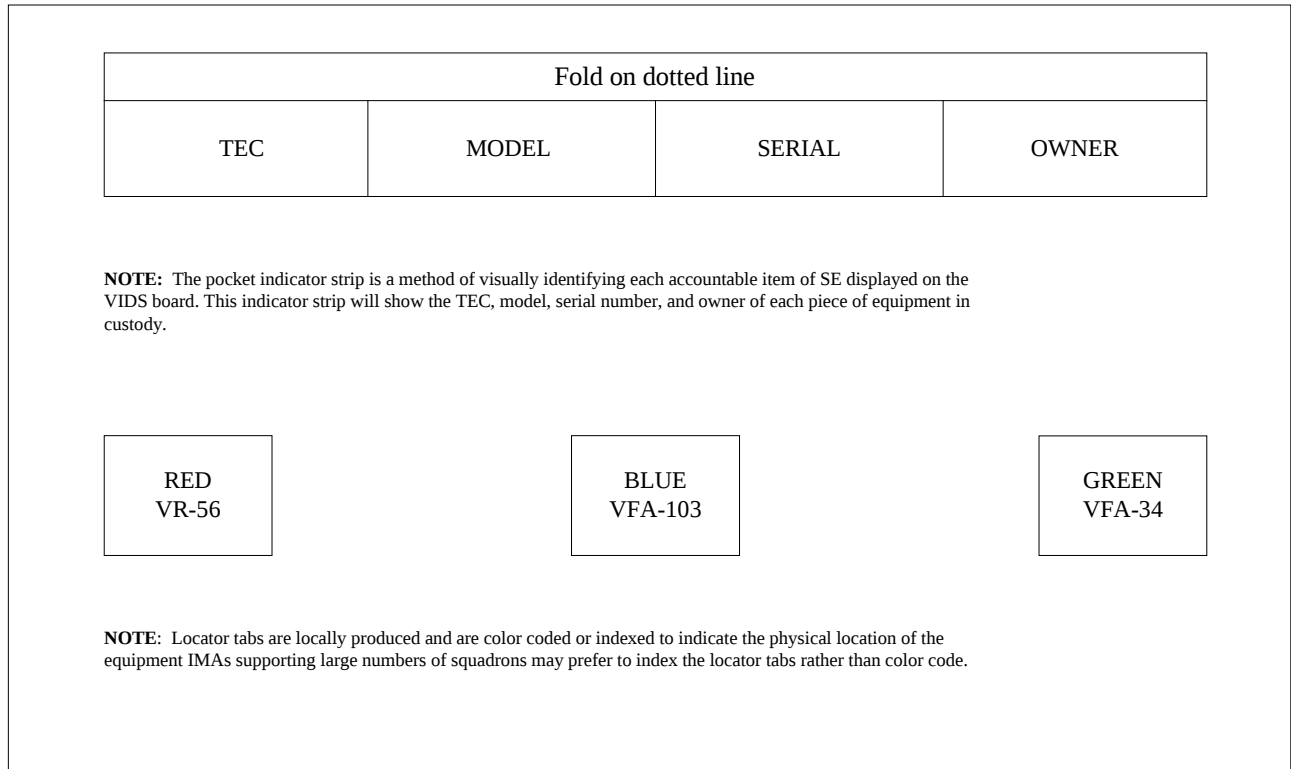 Fold on dotted line
TEC MODEL SERIAL OWNER
NOTE: The pocket indicator strip is a method of visually identifying each accountable item of SE displayed on the
VIDS board. This indicator strip will show the TEC, model, serial number, and owner of each piece of equipment in
custody.
RED BLUE GREEN
VR-56 VFA-103 VFA-34
NOTE: Locator tabs are locally produced and are color coded or indexed to indicate the physical location of the
equipment IMAs supporting large numbers of squadrons may prefer to index the locator tabs rather than color code.